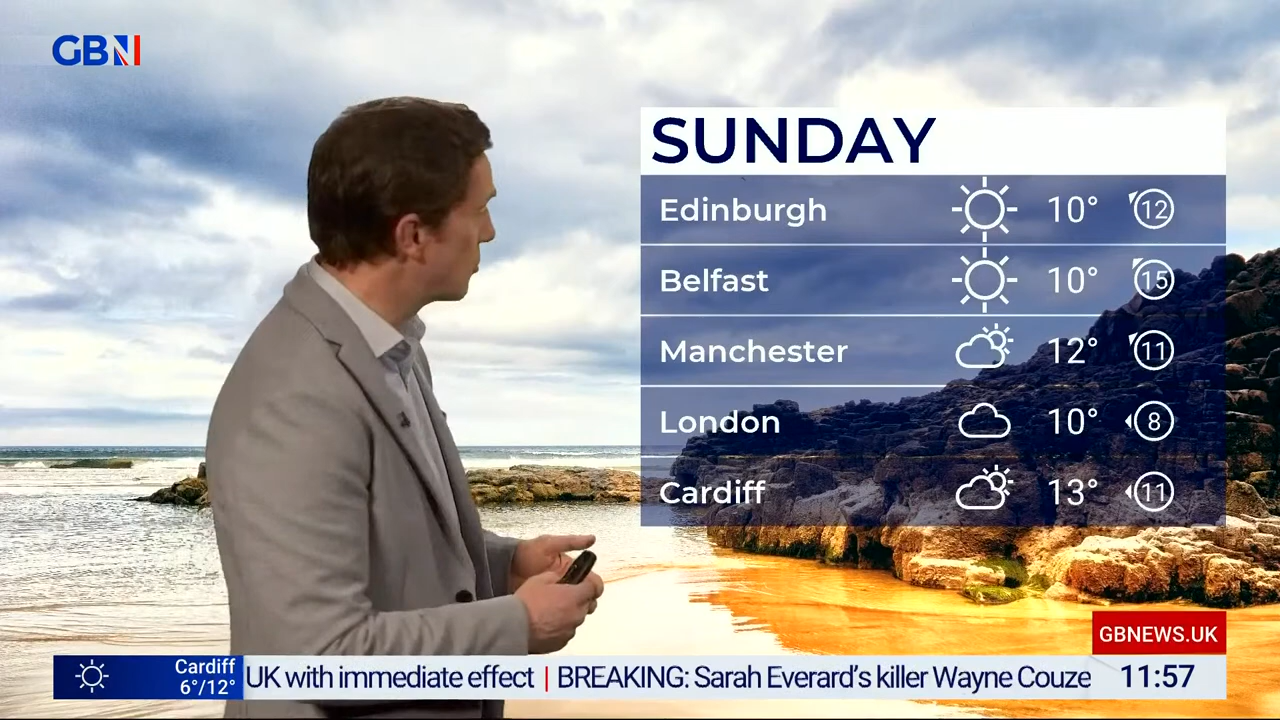 GBN
SUNDAY
Edinburgh 10° 12
Belfast 10° 15
Manchester 12° 11
London 10° 8
Cardiff 13° 11
GBNEWS.UK
Cardiff
6°/12°
UK with immediate effect | BREAKING: Sarah Everard's killer Wayne Couze
11:57